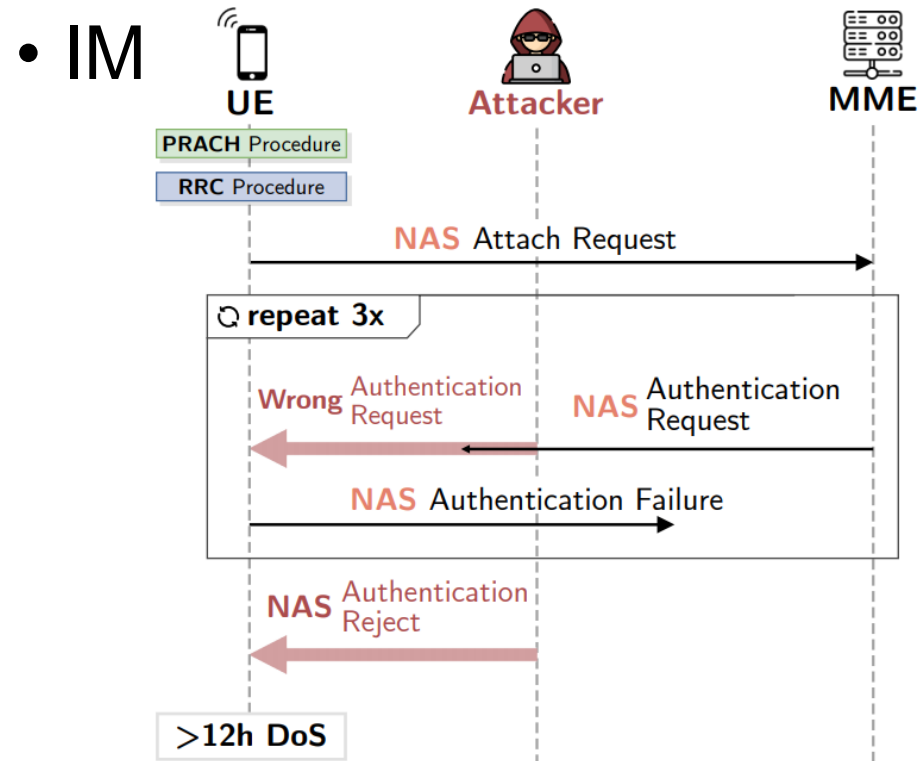 • IM
UE
Attacker
MME
PRACH Procedure
RRC Procedure
NAS Attach Request
repeat 3x
Wrong Authentication
Request
NAS Authentication
Request
NAS Authentication Failure
NAS Authentication
Reject
>12h DoS